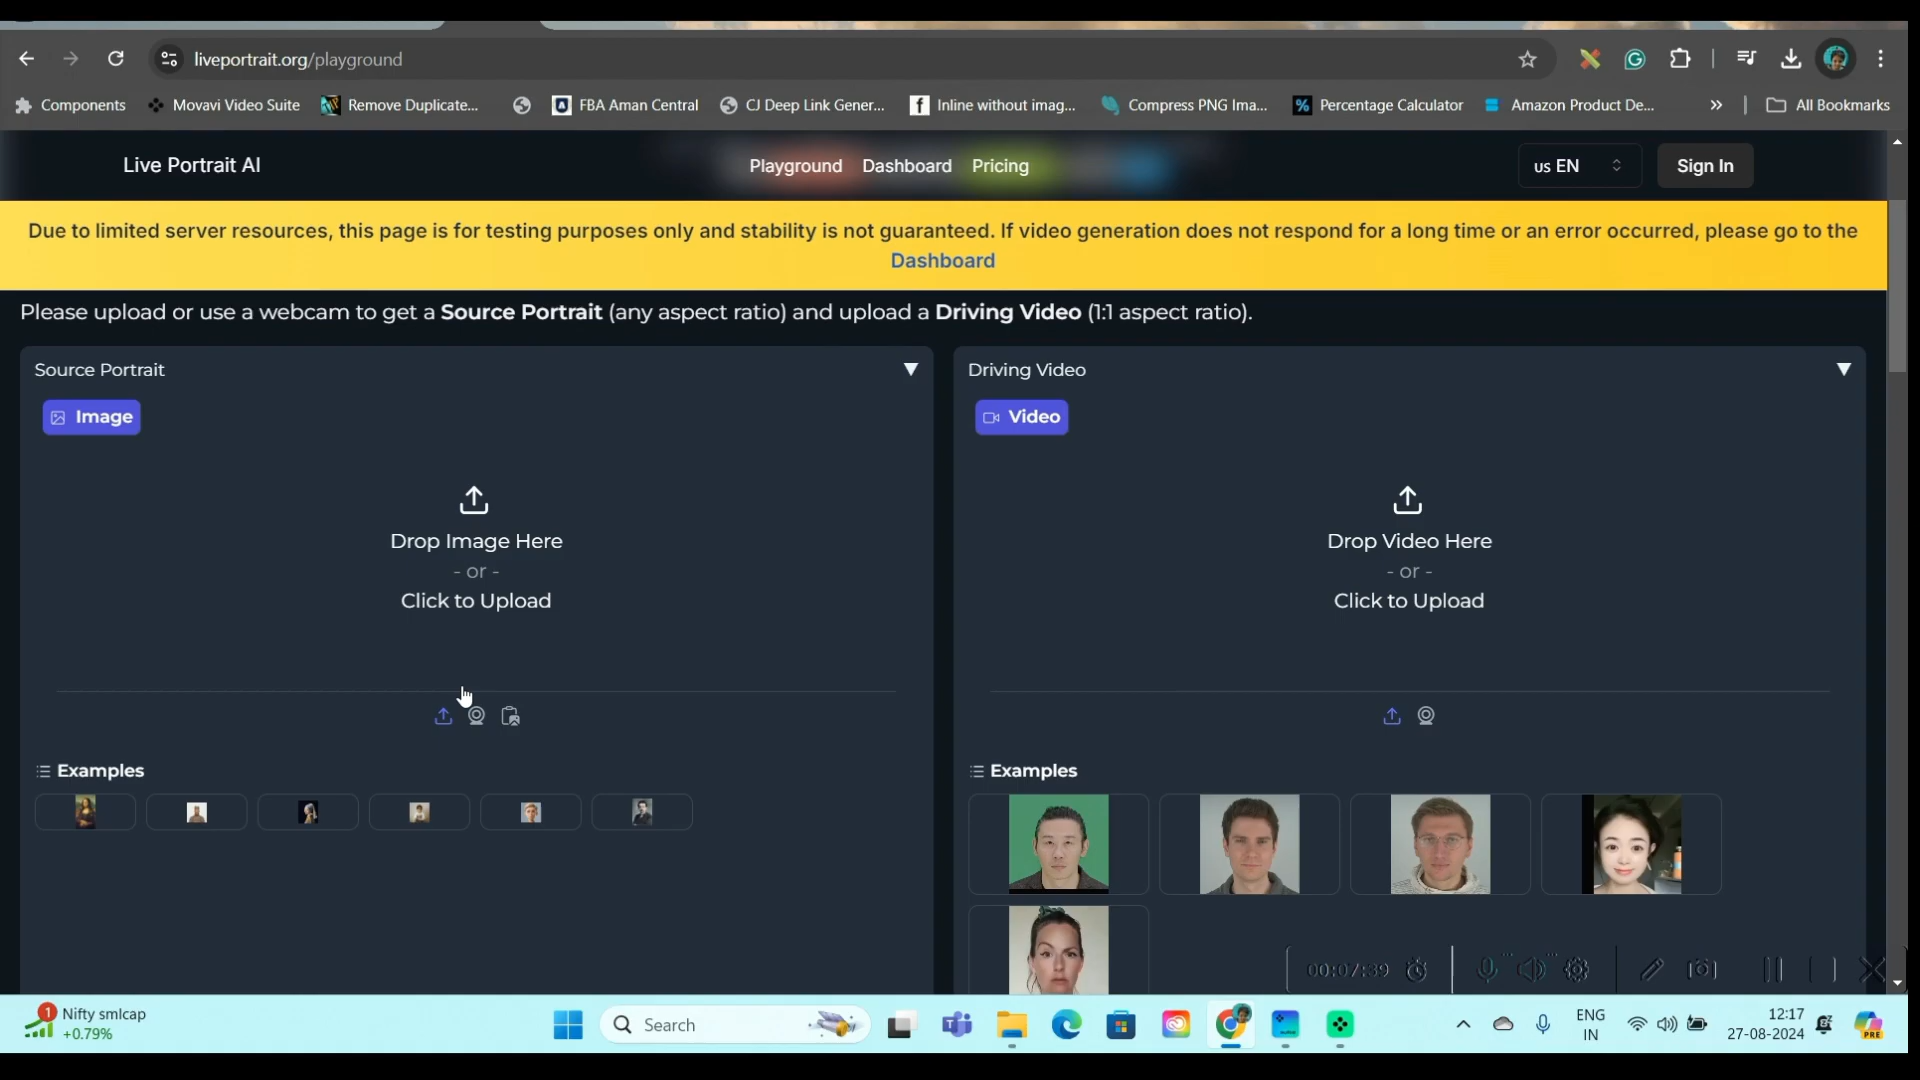 liveportrait.org/playground
Components
Movavi Video Suite
Remove Duplicate...
FBA Aman Central
CJ Deep Link Gener...
Inline without imag...
Compress PNG Ima...
Percentage Calculator
Amazon Product De...
»
All Bookmarks
Live Portrait AI
Playground Dashboard Pricing
us EN
Sign In
Due to limited server resources, this page is for testing purposes only and stability is not guaranteed. If video generation does not respond for a long time or an error occurred, please go to the
Dashboard
Please upload or use a webcam to get a Source Portrait (any aspect ratio) and upload a Driving Video (1:1 aspect ratio).
Source Portrait
Image
Drop Image Here
- or -
Click to Upload
Examples
Driving Video
Video
Drop Video Here
- or -
Click to Upload
Examples
00:07:39
1
Nifty smlcap
+0.79%
Search
PRE
ENG
IN
12:17
27-08-2024